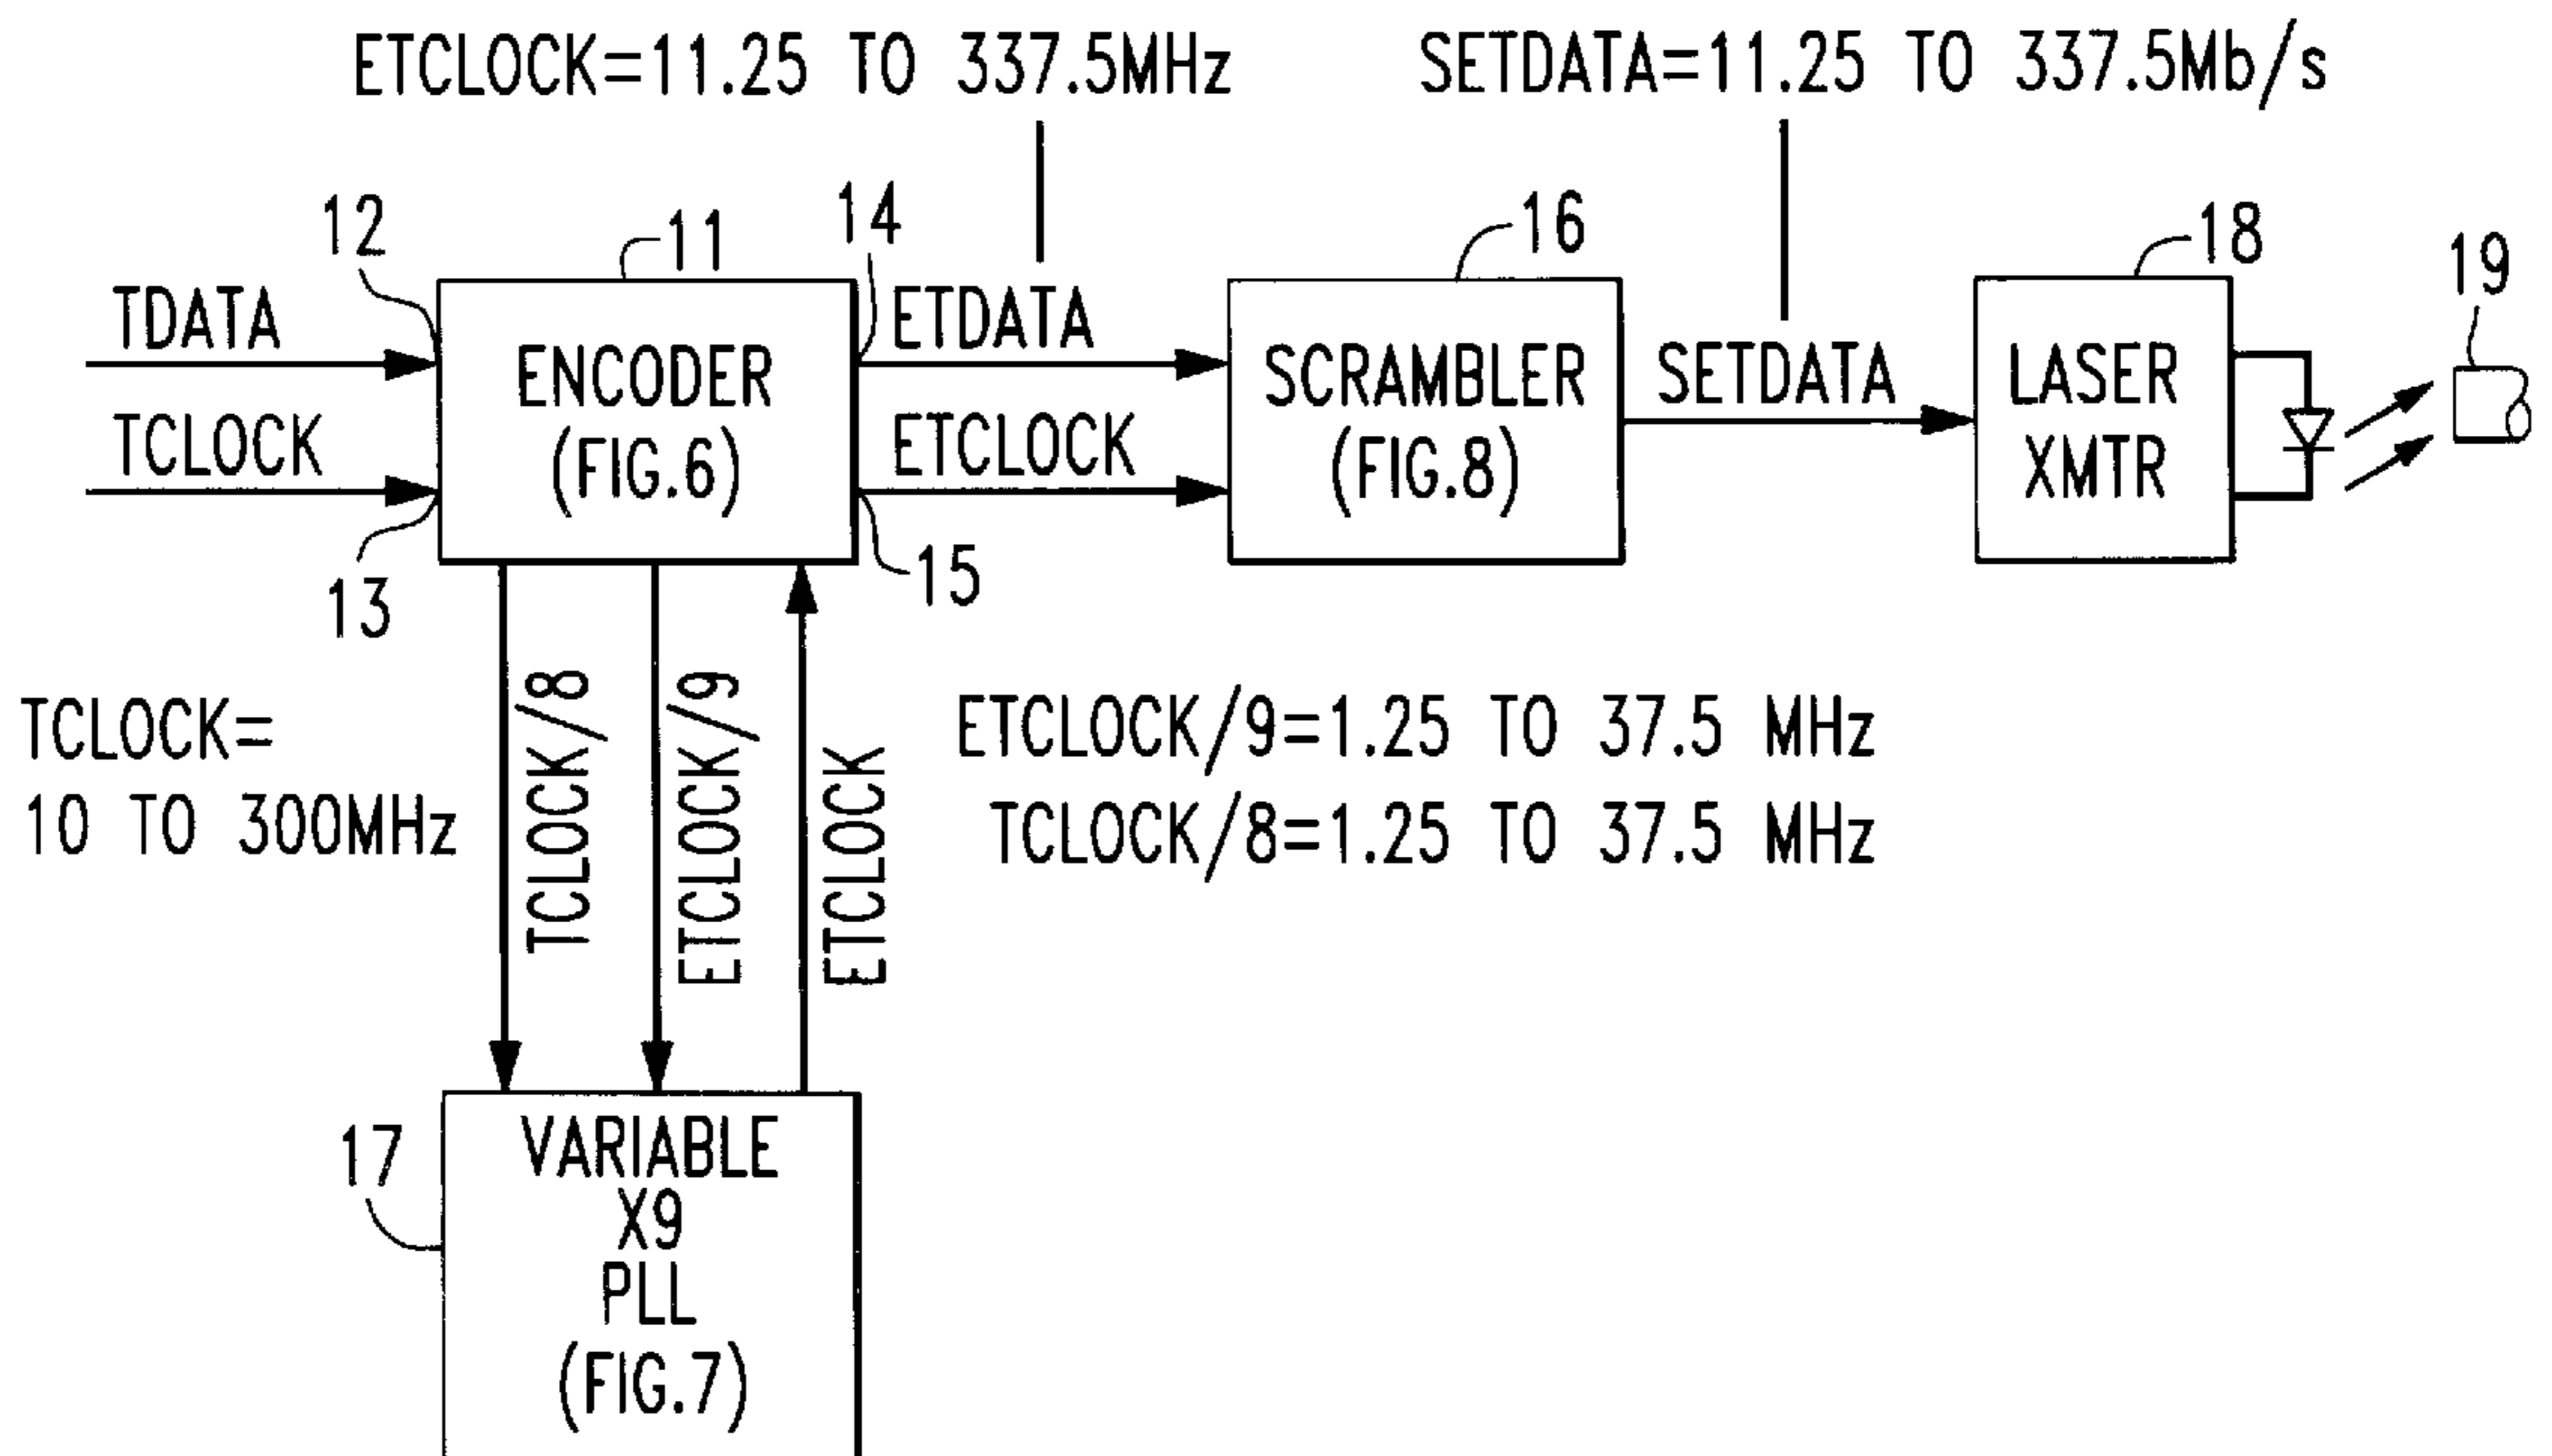 ETCLOCK=11.25 TO 337.5MHz
SETDATA=11.25 TO 337.5Mb/s
12
11
14
16
18
19
TDATA
TCLOCK
13
ENCODER
(FIG.6)
ETDATA
ETCLOCK
15
SCRAMBLER
(FIG.8)
SETDATA
LASER
XMTR
TCLOCK=
10 TO 300MHz
TCLOCK/8
ETCLOCK/9
ETCLOCK
ETCLOCK/9=1.25 TO 37.5 MHz
TCLOCK/8=1.25 TO 37.5 MHz
17
VARIABLE
X9
PLL
(FIG.7)